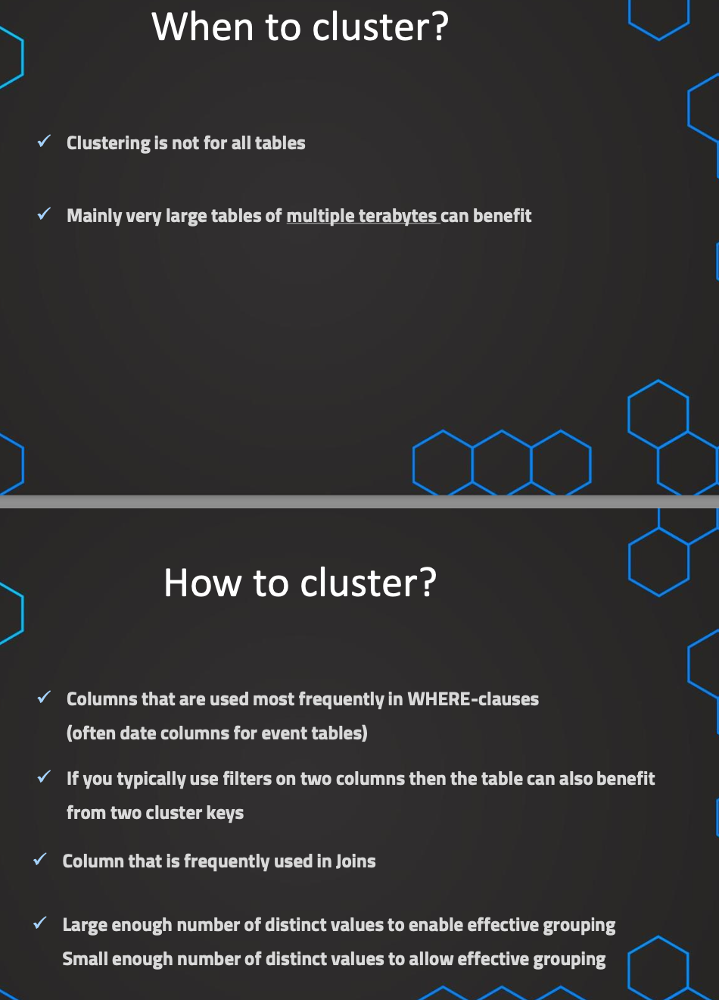 When to cluster?
✓ Clustering is not for all tables
✓ Mainly very large tables of multiple terabytes can benefit
How to cluster?
✓ Columns that are used most frequently in WHERE-clauses
(often date columns for event tables)
✓ If you typically use filters on two columns then the table can also benefit
from two cluster keys
✓ Column that is frequently used in Joins
✓ Large enough number of distinct values to enable effective grouping
Small enough number of distinct values to allow effective grouping